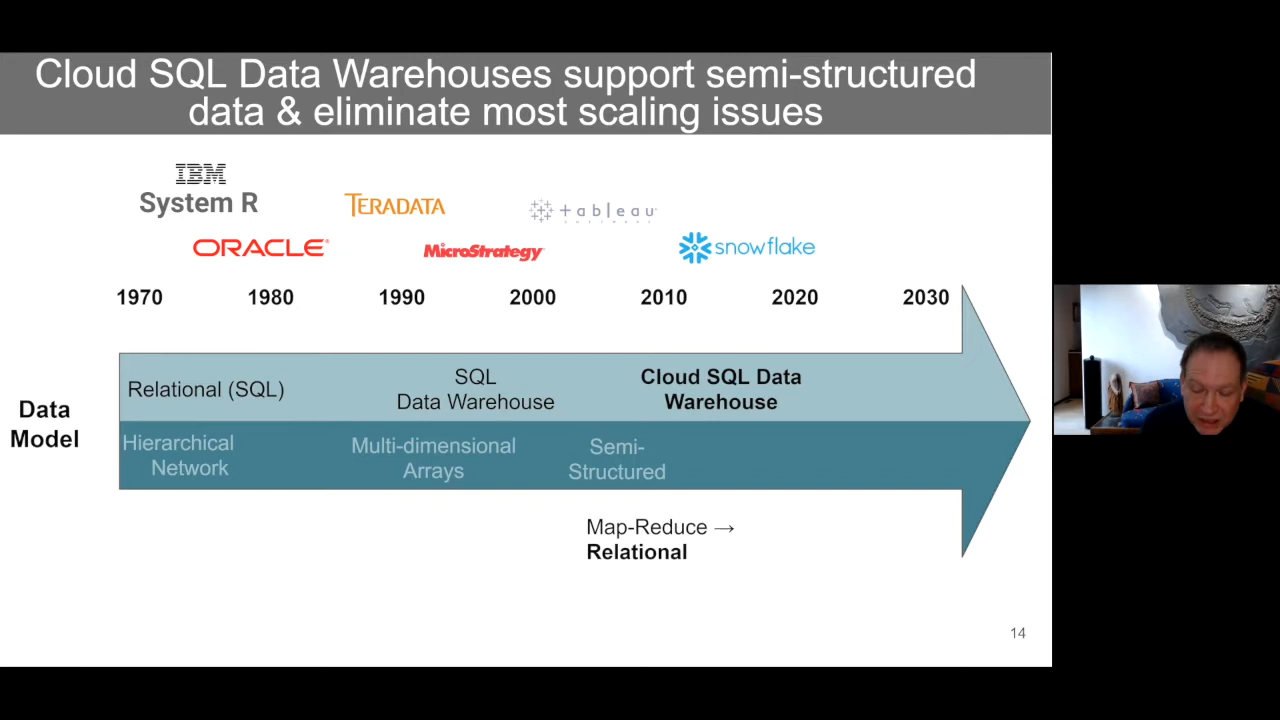 Cloud SQL Data Warehouses support semi-structured
data & eliminate most scaling issues
IBM
System R
TERADATA
tableau
ORACLE
MicroStrategy
snowflake
1970 1980 1990 2000 2010 2020 2030
Data
Model
Relational (SQL)
SQL
Data Warehouse
Cloud SQL Data
Warehouse
Hierarchical
Network
Multi-dimensional
Arrays
Semi-
Structured
Map-Reduce →
Relational
14